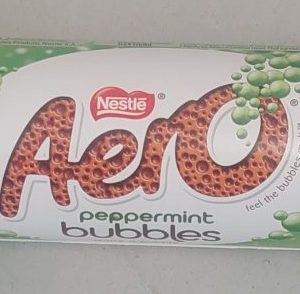 Nestlé®
Aero®
peppermint
bubbles
feel the bubbles